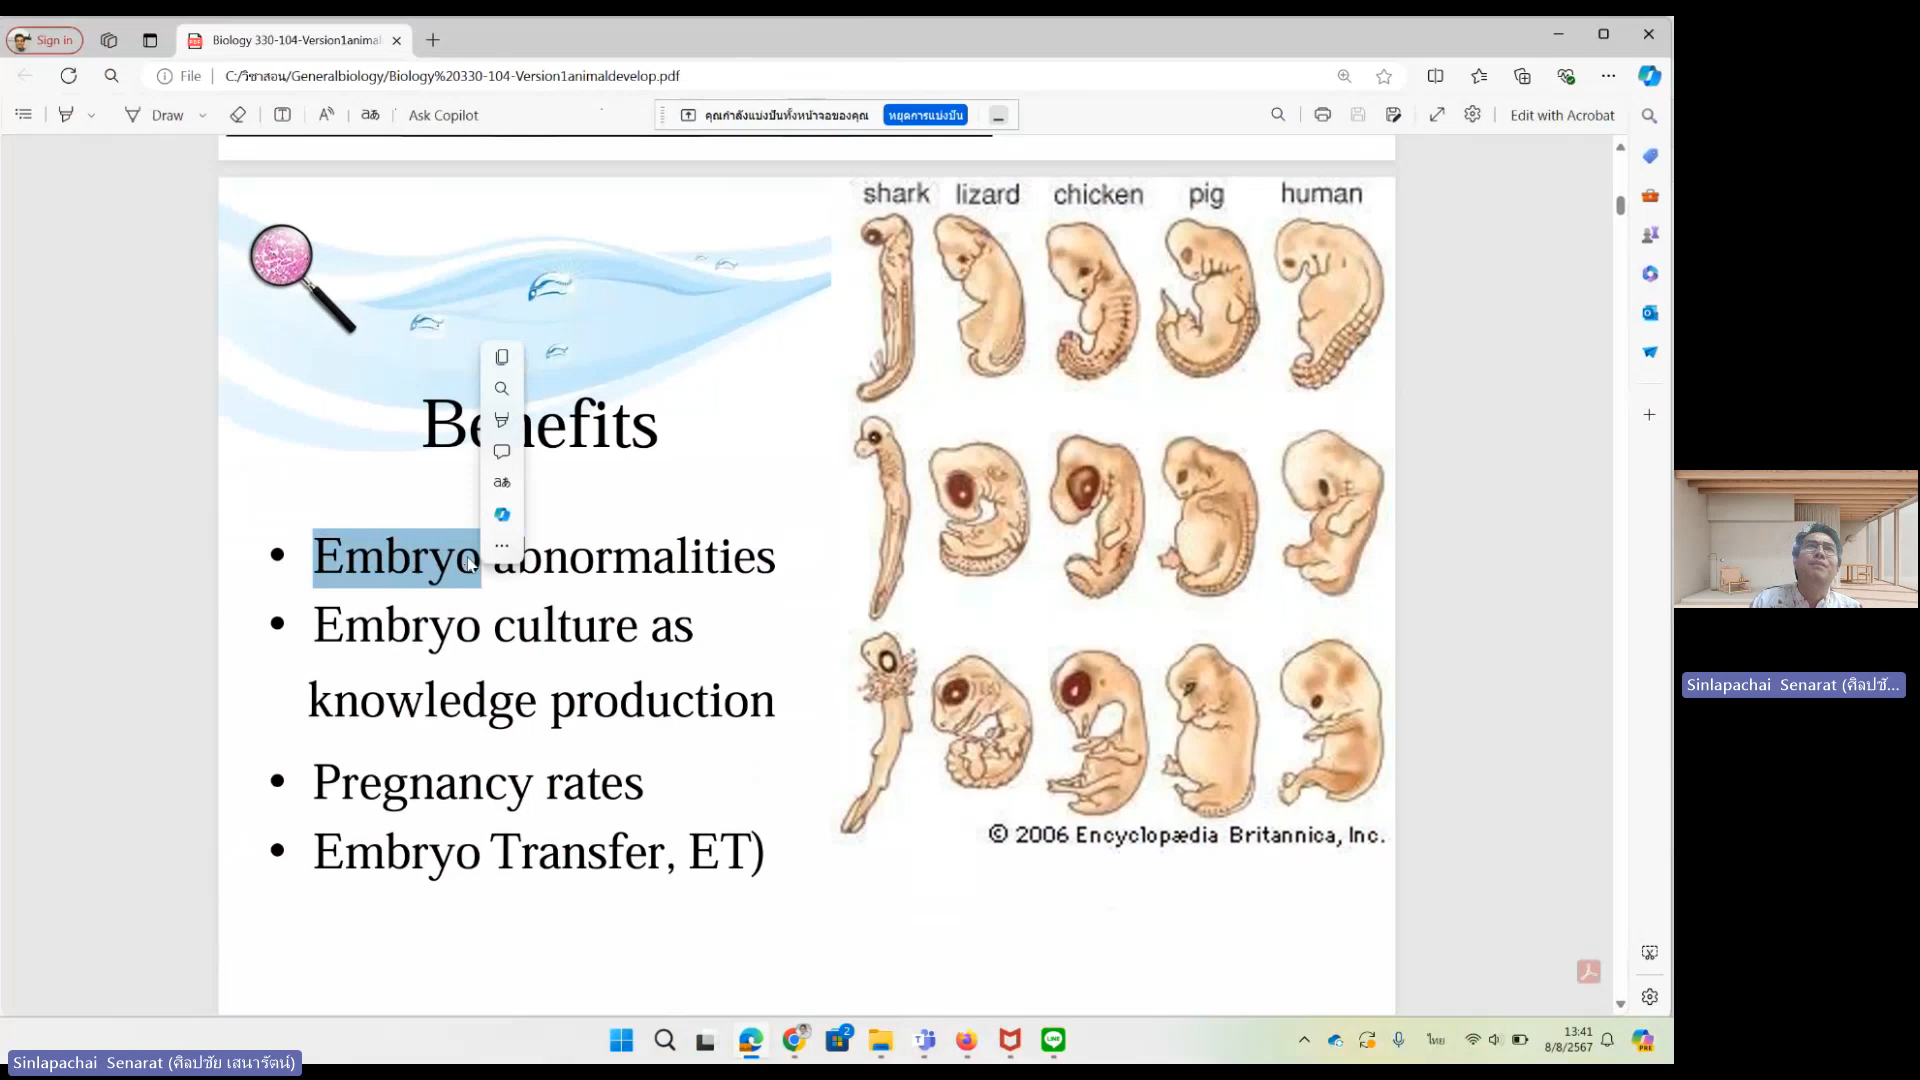 Sign in
Biology 330-104-Version1animal
File
C:/วิชาสอน/Generalbiology/Biology%20330-104-Version1animaldevelop.pdf
Draw
Ask Copilot
คุณกำลังแบ่งปันทั้งหน้าจอของคุณ
หยุดการแบ่งปัน
Edit with Acrobat
shark lizard chicken pig human
Benefits
• Embryo abnormalities
• Embryo culture as
knowledge production
• Pregnancy rates
• Embryo Transfer, ET)
© 2006 Encyclopædia Britannica, Inc.
Sinlapachai Senarat (ศิลปชั...
2
ไทย
13:41
8/8/2567
PRE
LINE
Sinlapachai Senarat (ศิลปชัย เสนารัตน์)